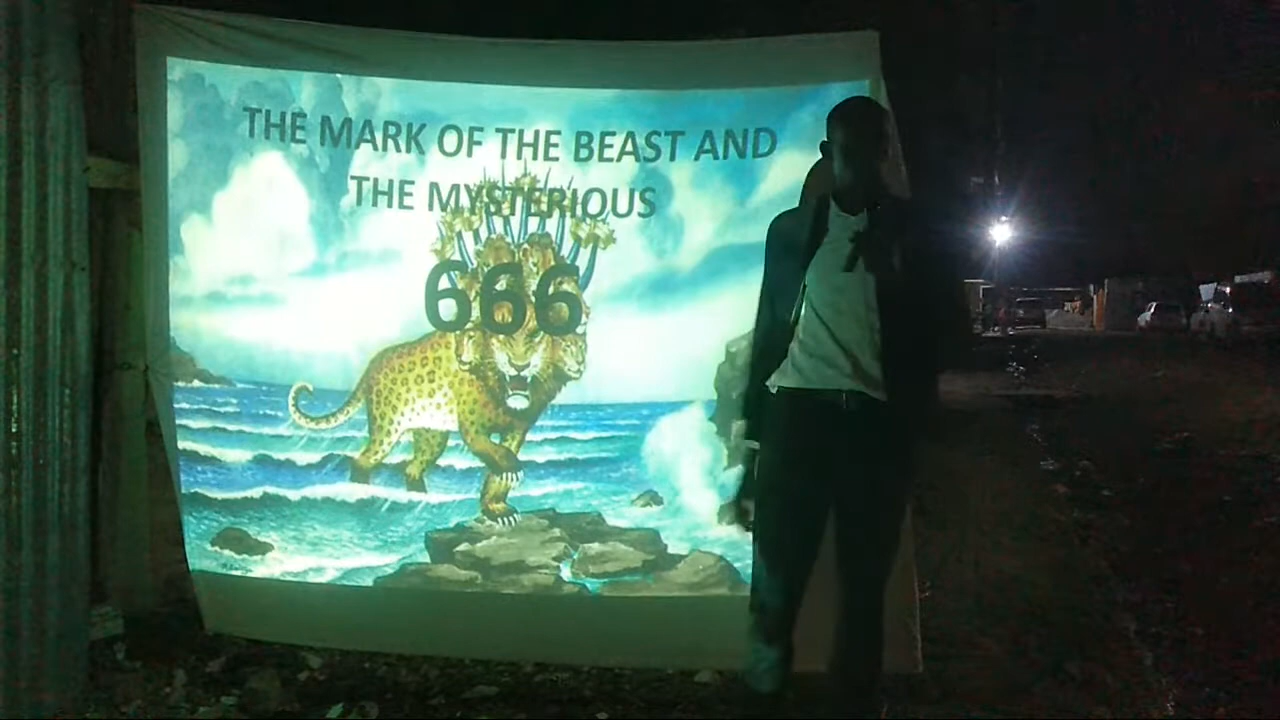 THE MARK OF THE BEAST AND
THE MYSTERIOUS
666